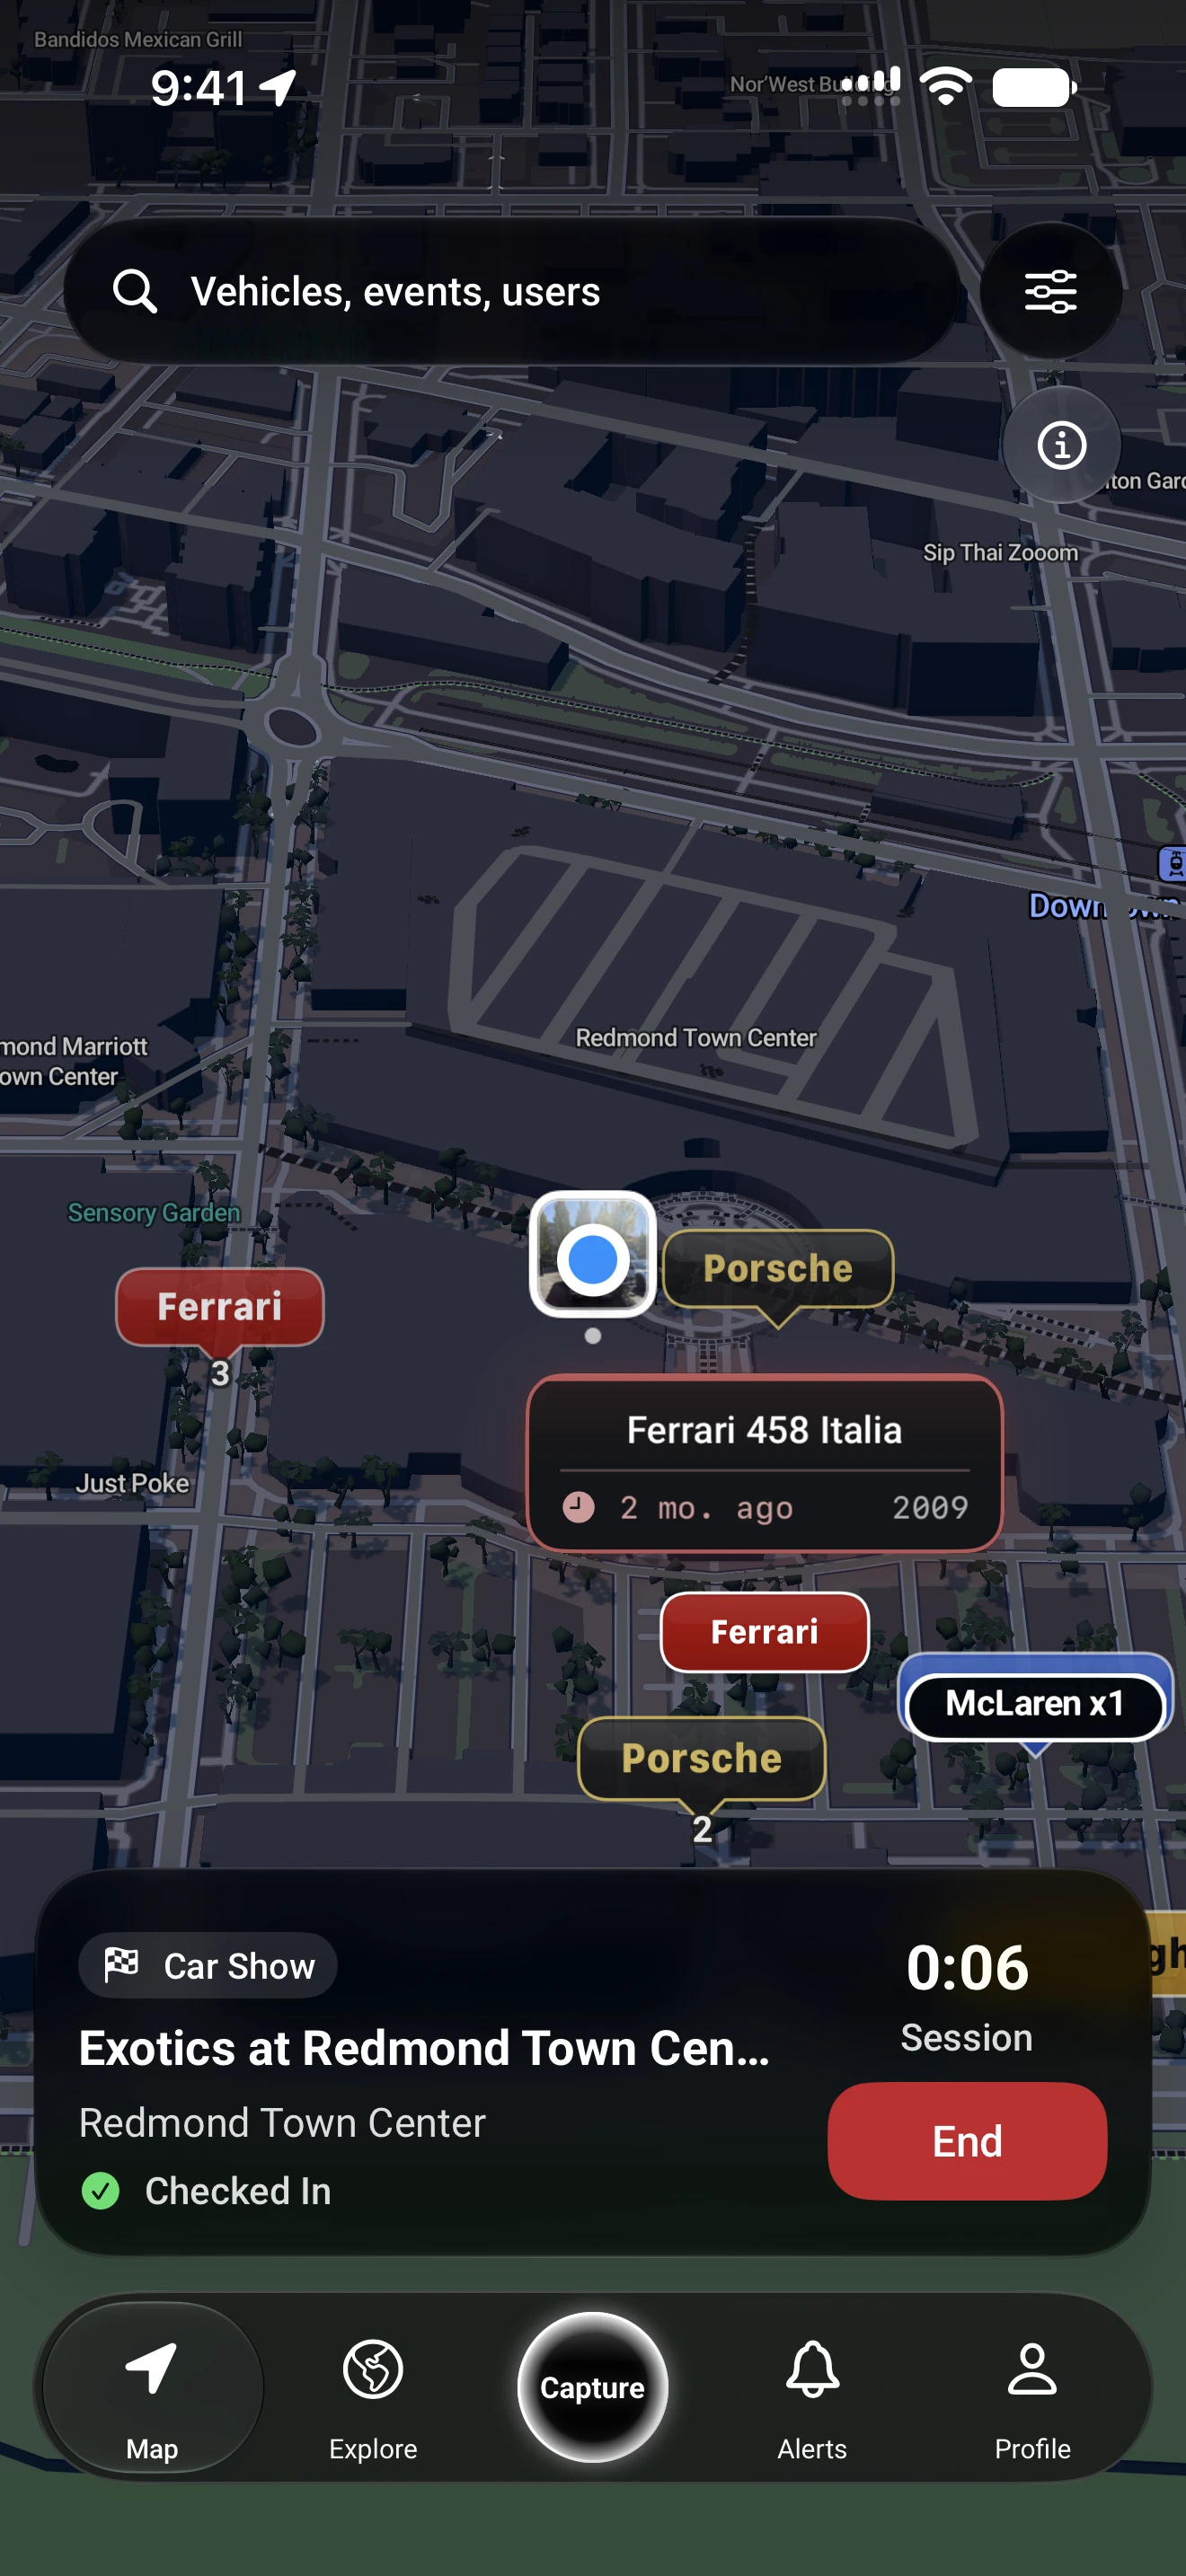 Bandidos Mexican Grill
9:41
Vehicles, events, users
Sip Thai Zooom
Redmond Town Center
Sensory Garden
Porsche
Ferrari
3
Ferrari 458 Italia
2 mo. ago 2009
Just Poke
Ferrari
McLaren x1
Porsche
2
Car Show
Exotics at Redmond Town Cen...
Redmond Town Center
Checked In
0:06
Session
End
Map
Explore
Capture
Alerts
Profile